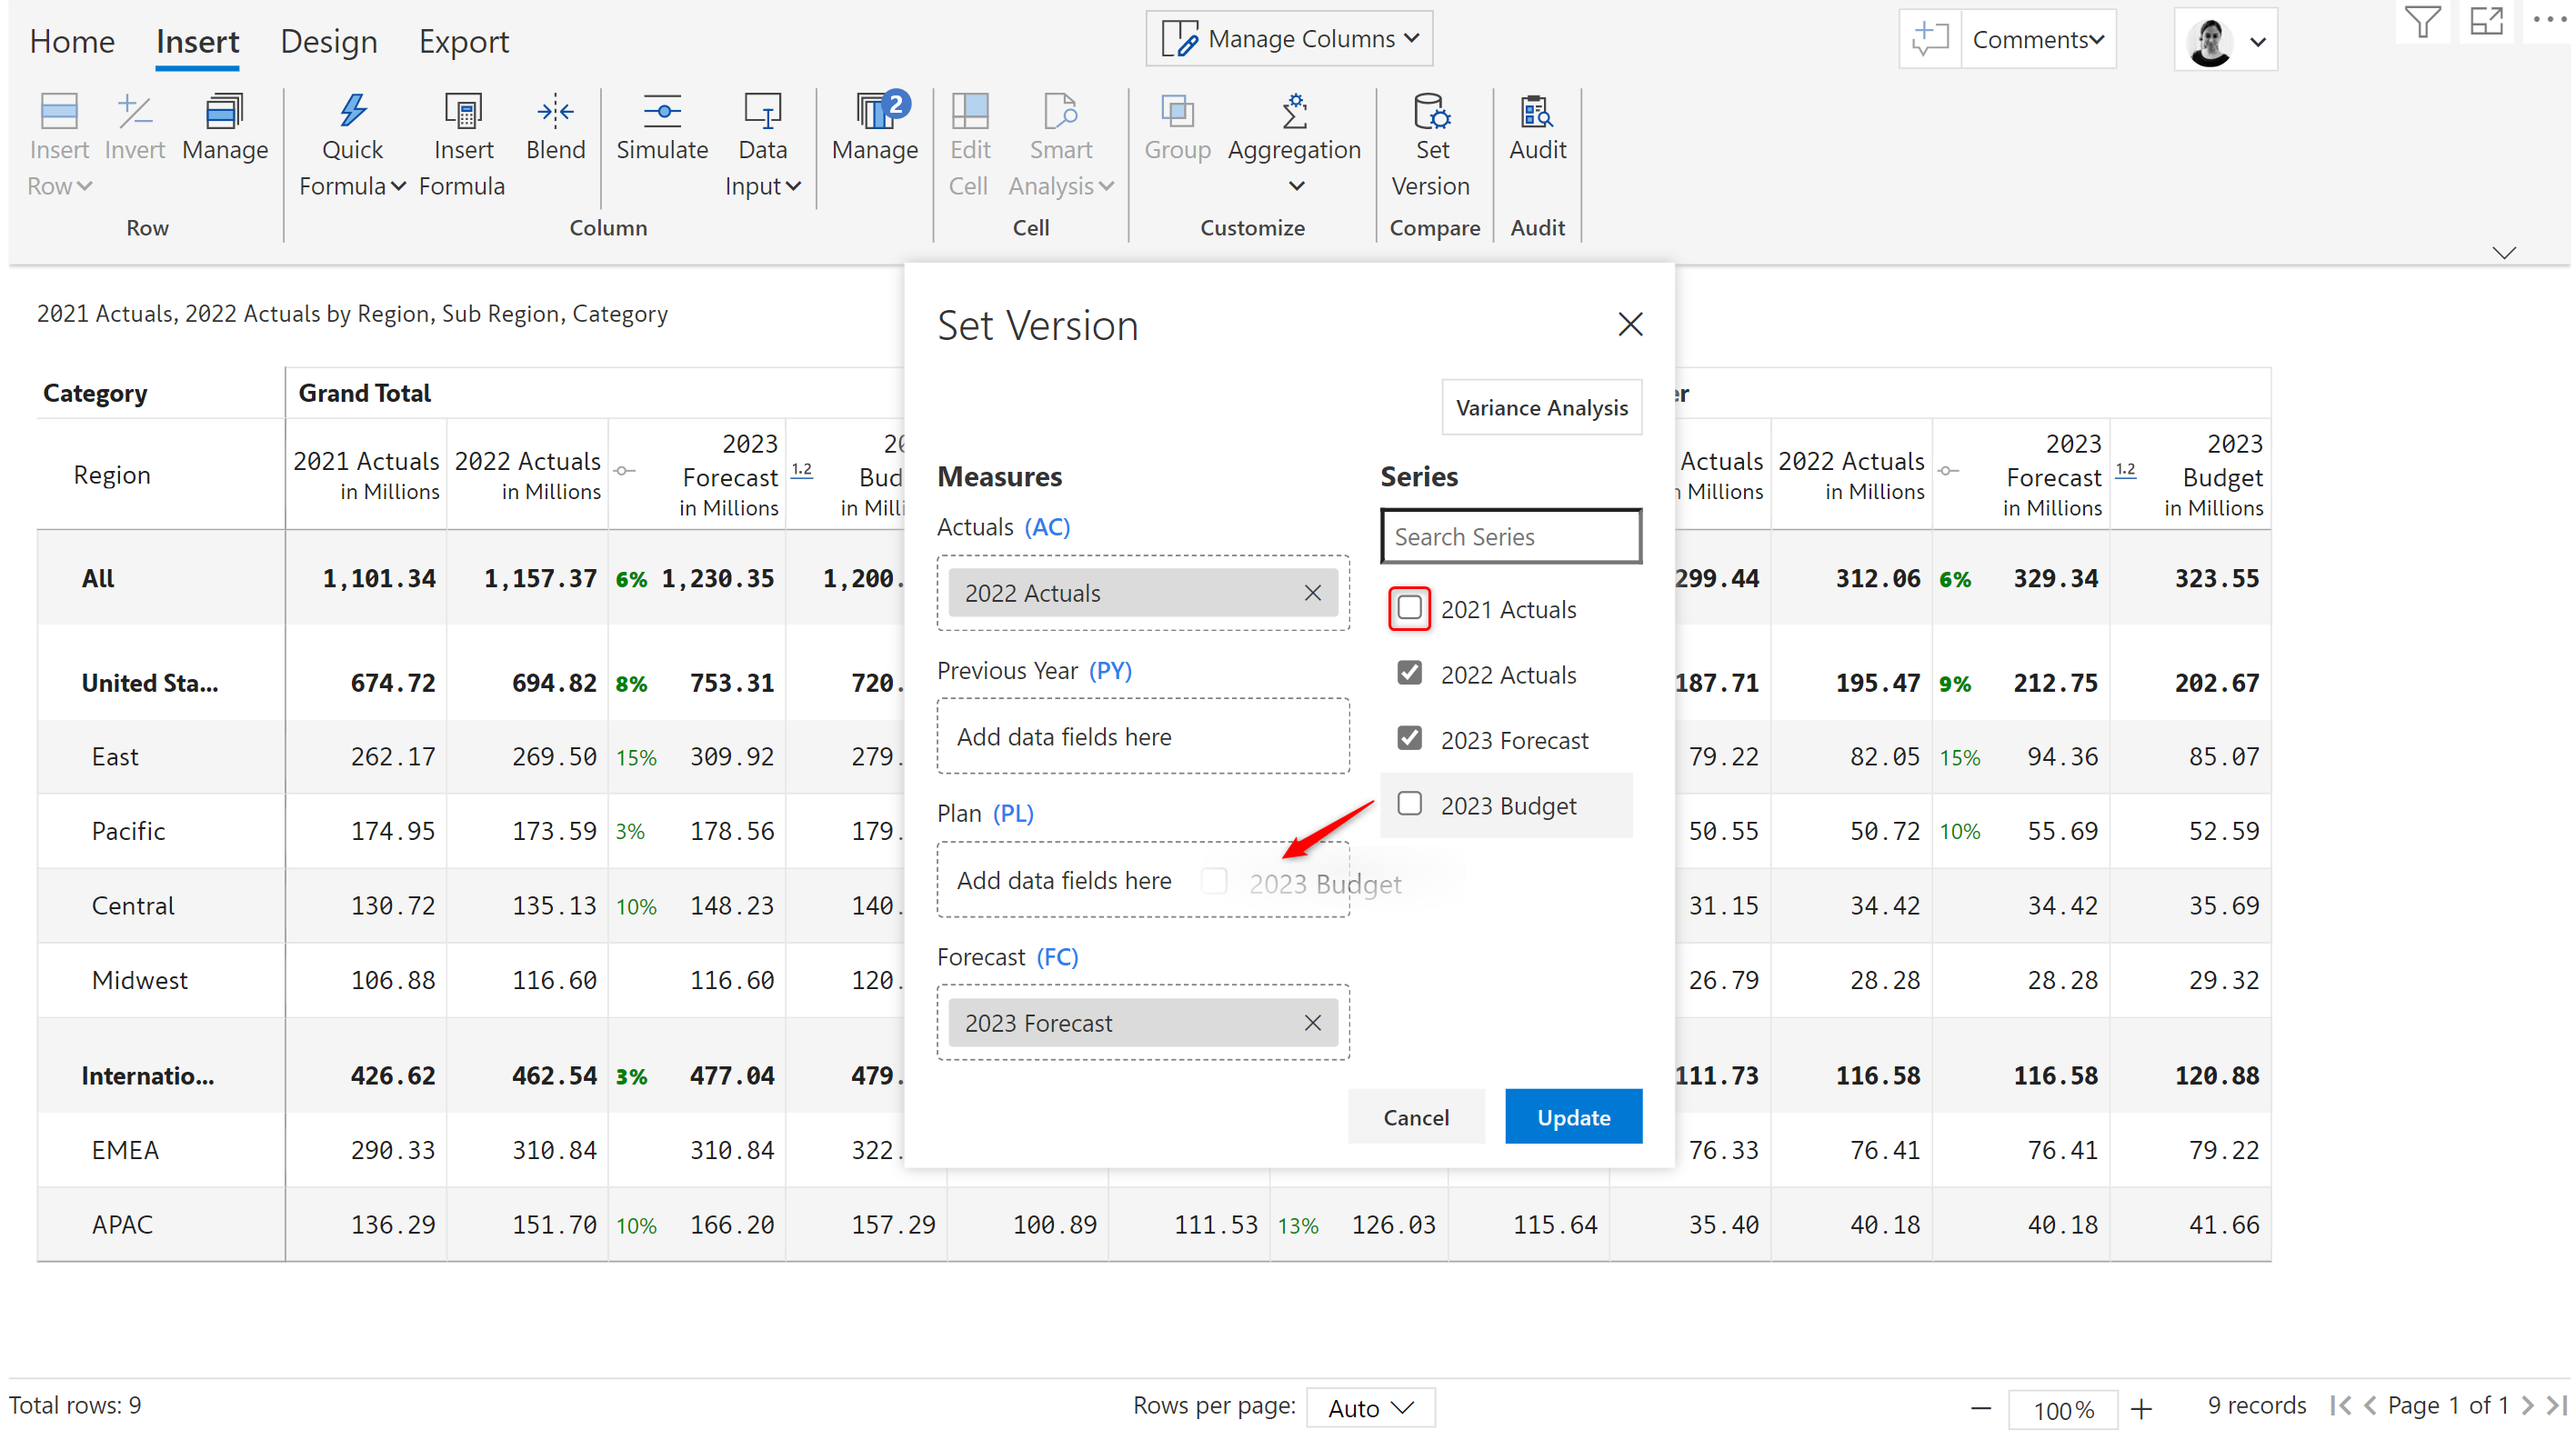 Home Insert Design Export Manage Columns Comments
Insert Row Invert Manage Quick Formula Insert Formula Blend Simulate Data Input Manage 2 Edit Cell Smart Analysis Group Aggregation Set Version Audit
Row Column Cell Customize Compare Audit
2021 Actuals, 2022 Actuals by Region, Sub Region, Category
Set Version
Variance Analysis
Measures
Actuals (AC)
2022 Actuals
Previous Year (PY)
Add data fields here
Plan (PL)
Add data fields here 2023 Budget
Forecast (FC)
2023 Forecast
Series
Search Series
2021 Actuals
2022 Actuals
2023 Forecast
2023 Budget
Cancel Update
Category Grand Total
Region 2021 Actuals in Millions 2022 Actuals in Millions 2023 Forecast in Millions 1.2 Actuals Millions 2022 Actuals in Millions 2023 Forecast in Millions 1.2 2023 Budget in Millions
All 1,101.34 1,157.37 6% 1,230.35 1,200. 299.44 312.06 6% 329.34 323.55
United Sta... 674.72 694.82 8% 753.31 720. 187.71 195.47 9% 212.75 202.67
East 262.17 269.50 15% 309.92 279. 79.22 82.05 15% 94.36 85.07
Pacific 174.95 173.59 3% 178.56 179. 50.55 50.72 10% 55.69 52.59
Central 130.72 135.13 10% 148.23 140. 31.15 34.42 34.42 35.69
Midwest 106.88 116.60 116.60 120. 26.79 28.28 28.28 29.32
Internatio... 426.62 462.54 3% 477.04 479. 111.73 116.58 116.58 120.88
EMEA 290.33 310.84 310.84 322. 76.33 76.41 76.41 79.22
APAC 136.29 151.70 10% 166.20 157.29 100.89 111.53 13% 126.03 115.64 35.40 40.18 40.18 41.66
Total rows: 9 Rows per page: Auto 100% 9 records Page 1 of 1